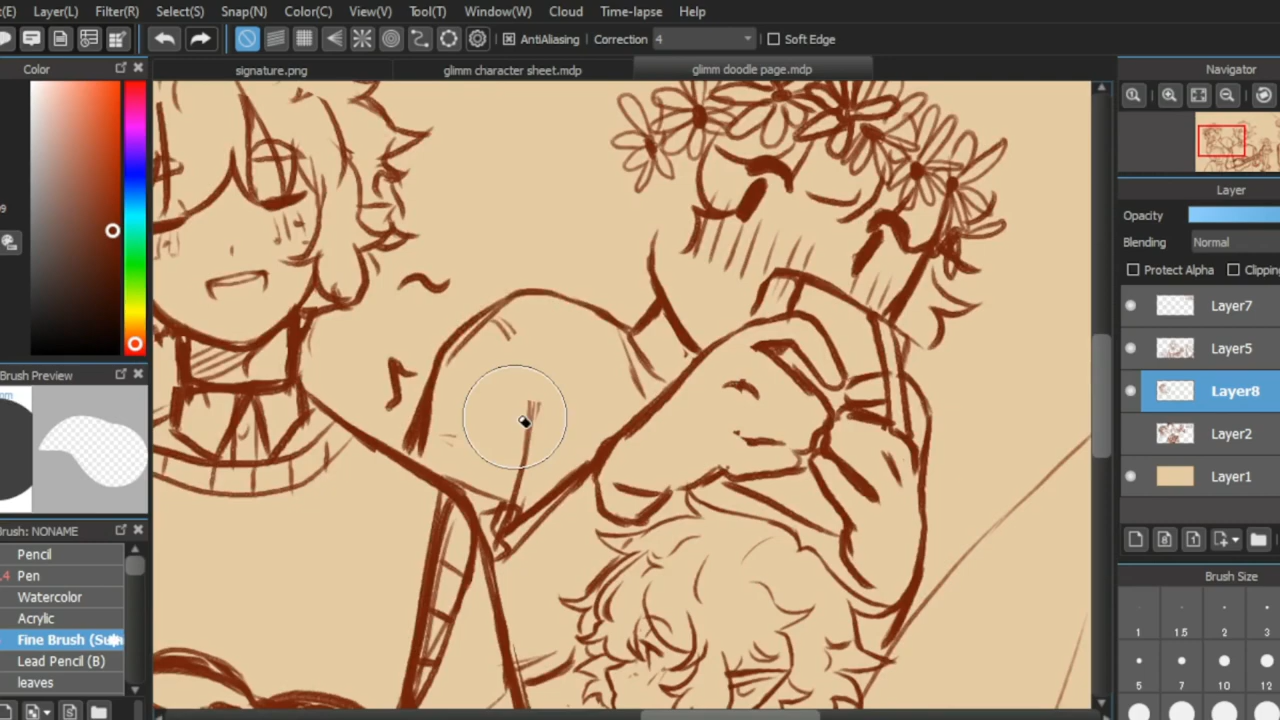 (E) Layer(L) Filter(R) Select(S) Snap(N) Color(C) View(V) Tool(T) Window(W) Cloud Time-lapse Help
AntiAliasing Correction 4 Soft Edge
Color signature.png glimm character sheet.mdp glimm doodle page.mdp Navigator
Layer
Opacity
Blending Normal
Protect Alpha Clipping
Layer7
Layer5
Layer8
Layer2
Layer1
Brush Preview
Brush: NONAME
Pencil
Pen
Watercolor
Acrylic
Fine Brush
Lead Pencil (B)
leaves
Brush Size
1 1.5 2 3
5 7 10 12